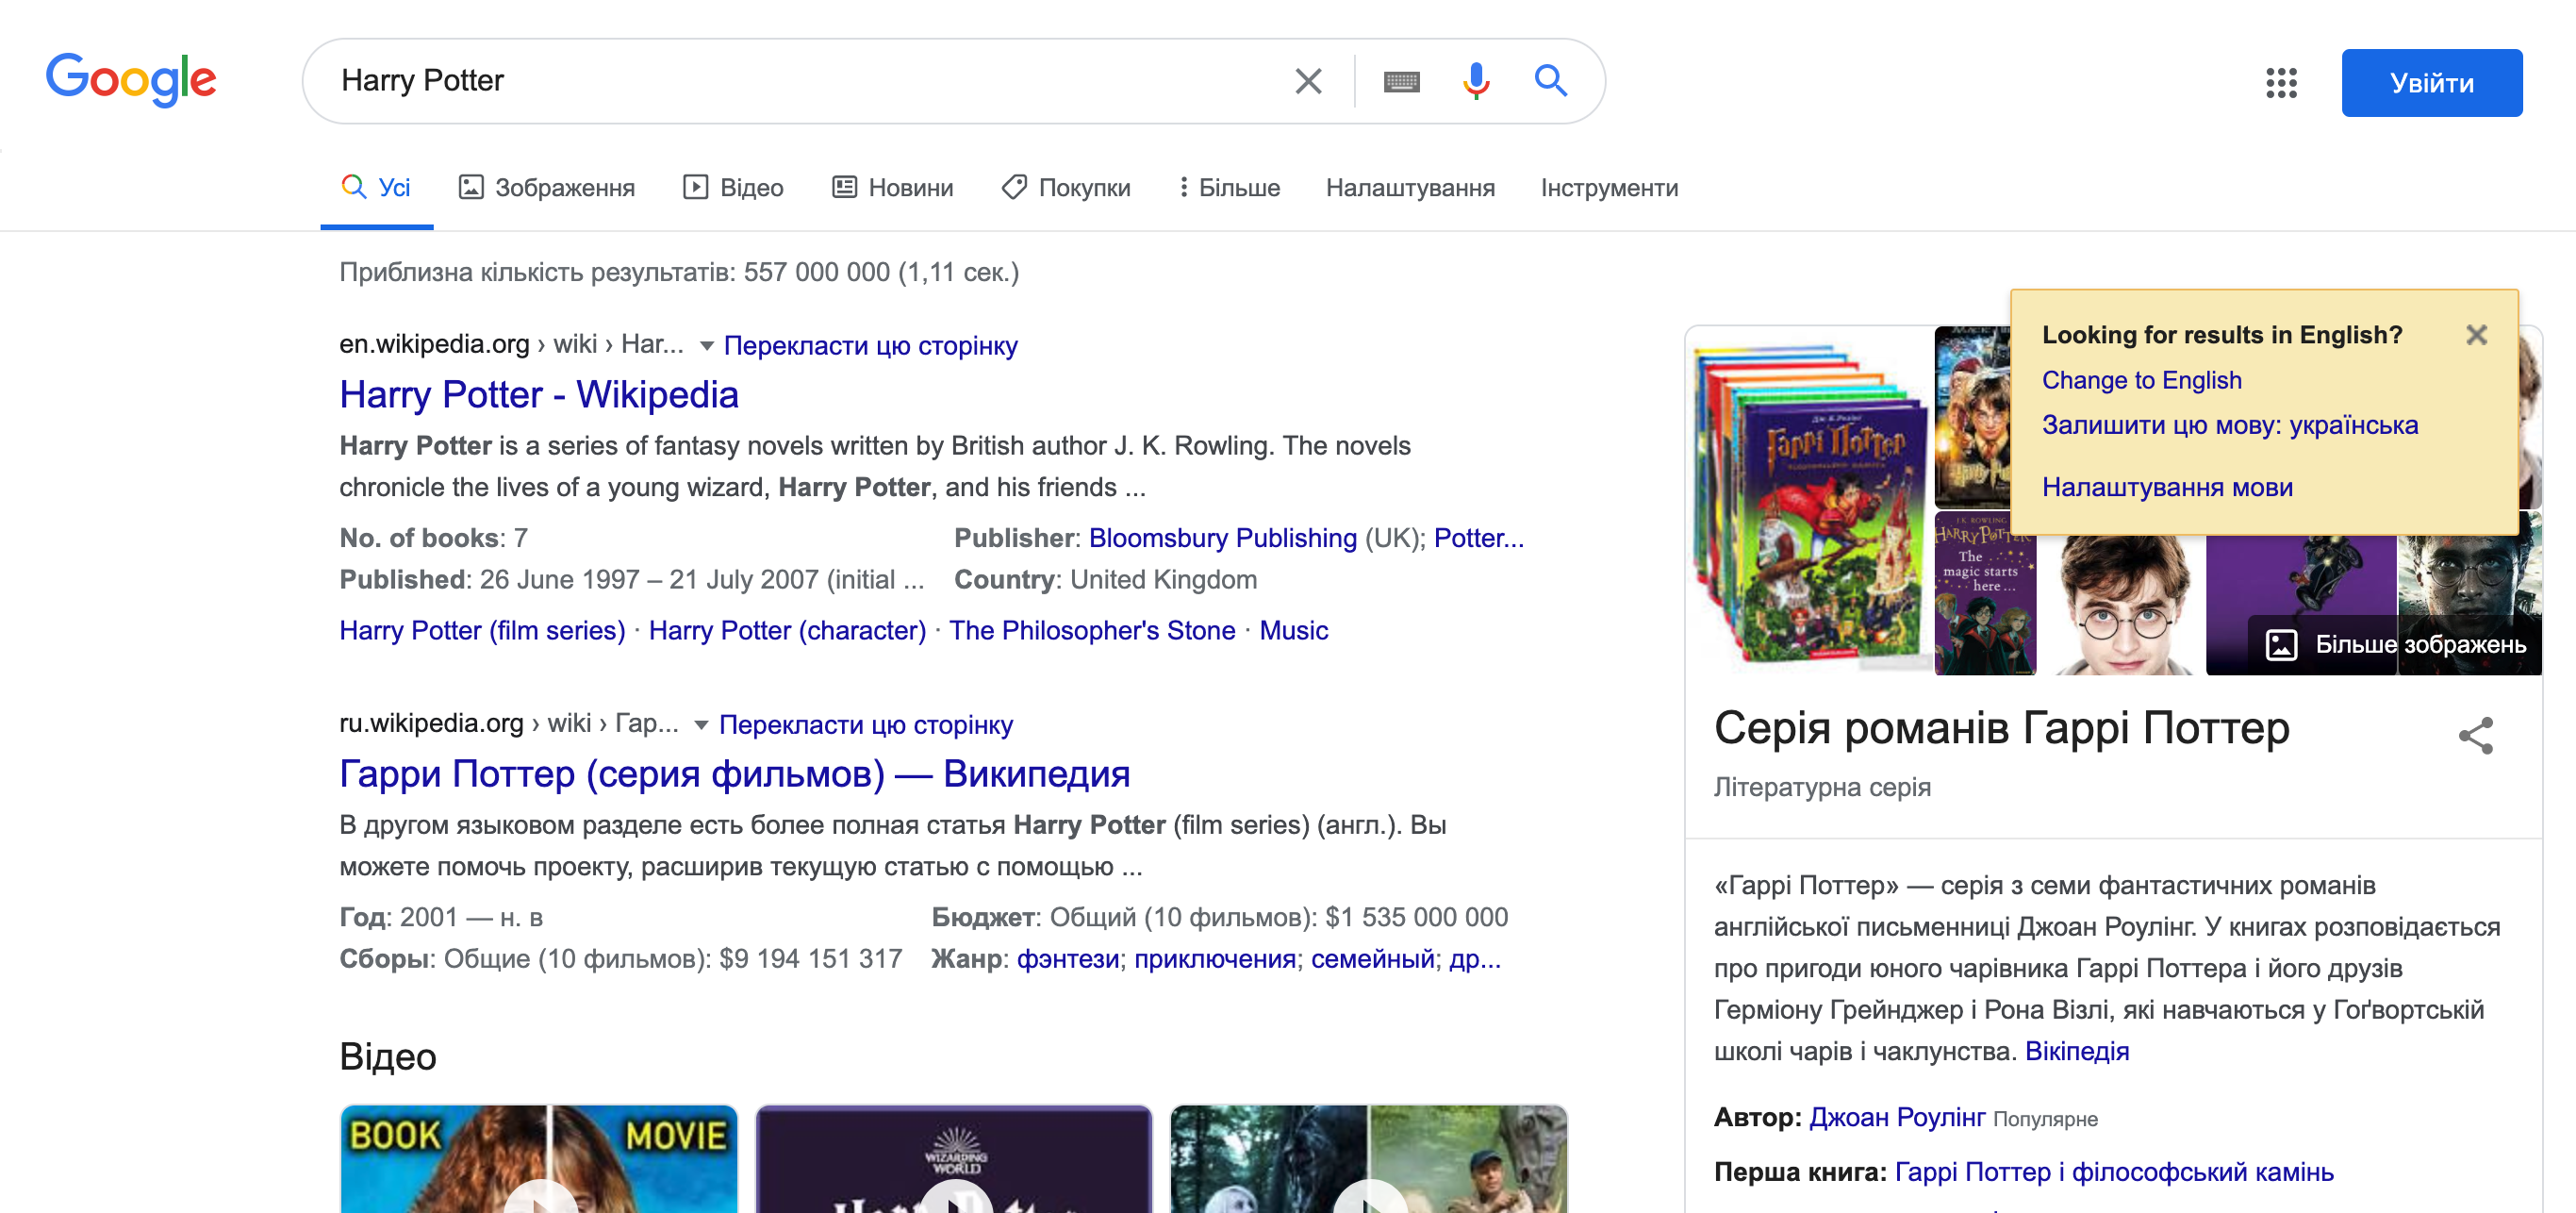 Google
Harry Potter
Увійти
Усі
Зображення
Відео
Новини
Покупки
Більше
Налаштування
Інструменти
Приблизна кількість результатів: 557 000 000 (1,11 сек.)
en.wikipedia.org › wiki › Har... Перекласти цю сторінку
Harry Potter - Wikipedia
Harry Potter is a series of fantasy novels written by British author J. K. Rowling. The novels
chronicle the lives of a young wizard, Harry Potter, and his friends ...
No. of books: 7
Publisher: Bloomsbury Publishing (UK); Potter...
Published: 26 June 1997 – 21 July 2007 (initial ...
Country: United Kingdom
Harry Potter (film series) · Harry Potter (character) · The Philosopher's Stone · Music
ru.wikipedia.org › wiki › Гар... Перекласти цю сторінку
Гарри Поттер (серия фильмов) — Википедия
В другом языковом разделе есть более полная статья Harry Potter (film series) (англ.). Вы
можете помочь проекту, расширив текущую статью с помощью ...
Год: 2001 — н. в
Бюджет: Общий (10 фильмов): $1 535 000 000
Сборы: Общие (10 фильмов): $9 194 151 317
Жанр: фэнтези; приключения; семейный; др...
Відео
BOOK
MOVIE
WIZARDING
WORLD
Looking for results in English?
Change to English
Залишити цю мову: українська
Налаштування мови
Гаррі Поттер
J.K. ROWLING
HARRY POTTER
The
magic starts
here ...
Більше зображень
Серія романів Гаррі Поттер
Літературна серія
«Гаррі Поттер» — серія з семи фантастичних романів
англійської письменниці Джоан Роулінг. У книгах розповідається
про пригоди юного чарівника Гаррі Поттера і його друзів
Герміону Грейнджер і Рона Візлі, які навчаються у Гоґвортській
школі чарів і чаклунства. Вікіпедія
Автор: Джоан Роулінг Популярне
Перша книга: Гаррі Поттер і філософський камінь